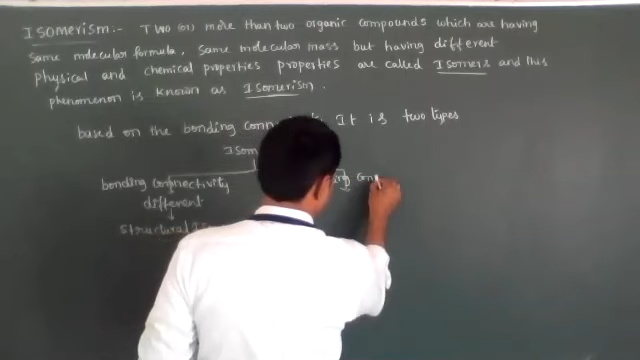 Isomerism:- Two (or) more than two organic compounds which are having
same molecular formula, same molecular mass but having different
physical and chemical properties properties are called Isomers and this
phenomenon is known as Isomerism.
based on the bonding It is two types
bonding connectivity
different
structural